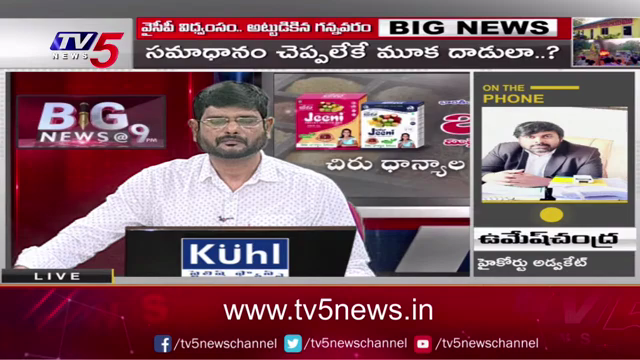 వైసీపీ విధ్వంసం.. అట్టుడికిన గన్నవరం BIG NEWS
TV5
NEWS
సమాధానం చెప్పలేకే మూక దాడులా..?
BIG
NEWS@9PM
Jeeni
Jeeni
చిరు ధాన్యాల
ON THE
PHONE
ఉమేష్‌చంద్ర
హైకోర్టు అడ్వకేట్
Kühl
LIVE
www.tv5news.in
/tv5newschannel /tv5newschannel /tv5newschannel